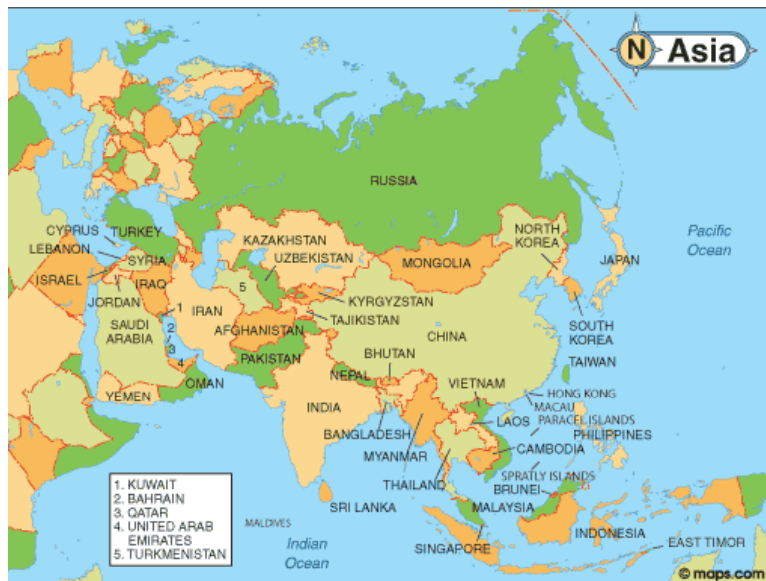 N Asia
RUSSIA
Pacific
Ocean
CYPRUS
TURKEY
LEBANON
SYRIA
ISRAEL
IRAQ
JORDAN
SAUDI
ARABIA
YEMEN
OMAN
1
2
3
4
5
IRAN
KAZAKHSTAN
UZBEKISTAN
KYRGYZSTAN
TAJIKISTAN
AFGHANISTAN
PAKISTAN
MONGOLIA
NORTH
KOREA
JAPAN
SOUTH
KOREA
CHINA
TAIWAN
BHUTAN
NEPAL
INDIA
BANGLADESH
MYANMAR
VIETNAM
LAOS
HONG KONG
MACAU
PARACEL ISLANDS
PHILIPPINES
CAMBODIA
THAILAND
SPRATLY ISLANDS
BRUNEI
MALAYSIA
SINGAPORE
INDONESIA
EAST TIMOR
SRI LANKA
MALDIVES
Indian
Ocean
1. KUWAIT
2. BAHRAIN
3. QATAR
4. UNITED ARAB
EMIRATES
5. TURKMENISTAN
© maps.com